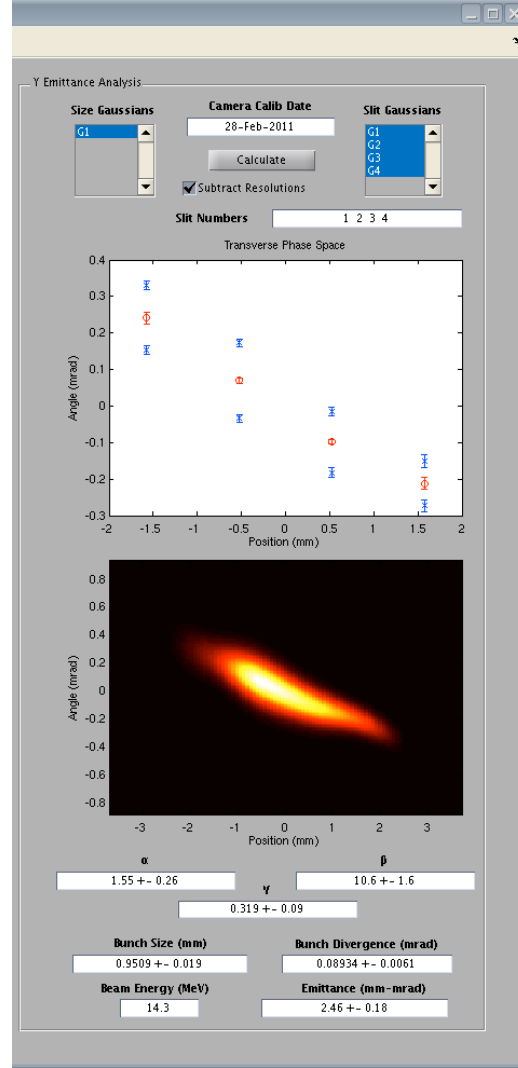 Y Emittance Analysis
Size Gaussians
Camera Calib Date
Slit Gaussians
G1
28-Feb-2011
G1
G2
G3
G4
Calculate
Subtract Resolutions
Slit Numbers
1 2 3 4
Transverse Phase Space
0.4
0.3
0.2
0.1
0
-0.1
-0.2
-0.3
Angle (mrad)
-2 -1.5 -1 -0.5 0 0.5 1 1.5 2
Position (mm)
0.8
0.6
0.4
0.2
0
-0.2
-0.4
-0.6
-0.8
Angle (mrad)
-3 -2 -1 0 1 2 3
Position (mm)
α
β
1.55 +- 0.26
10.6 +- 1.6
γ
0.319 +- 0.09
Bunch Size (mm)
Bunch Divergence (mrad)
0.9509 +- 0.019
0.08934 +- 0.0061
Beam Energy (MeV)
Emittance (mm-mrad)
14.3
2.46 +- 0.18